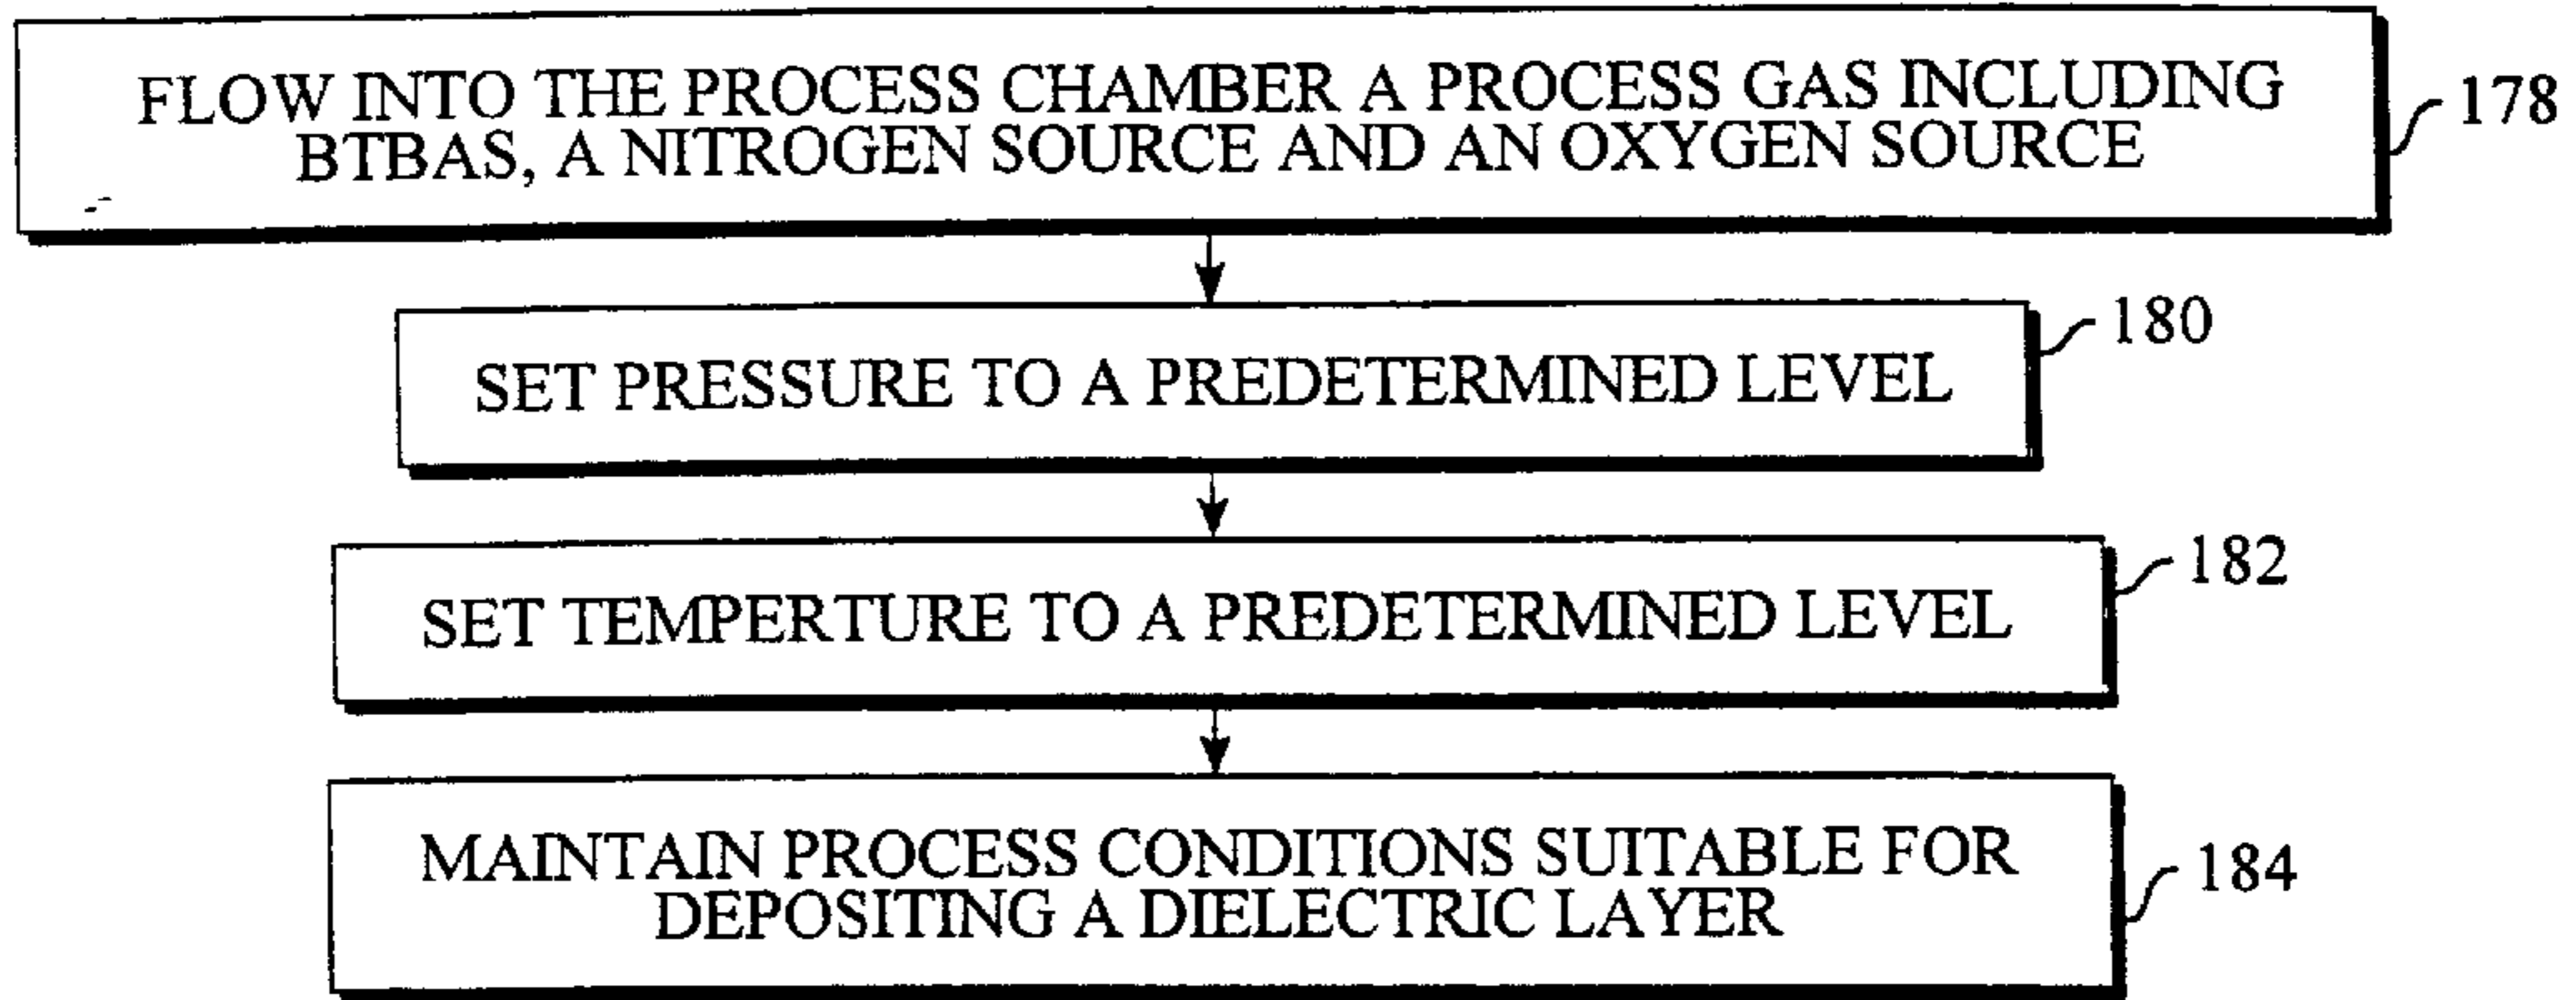 FLOW INTO THE PROCESS CHAMBER A PROCESS GAS INCLUDING
BTBAS, A NITROGEN SOURCE AND AN OXYGEN SOURCE
178
SET PRESSURE TO A PREDETERMINED LEVEL
180
SET TEMPERTURE TO A PREDETERMINED LEVEL
182
MAINTAIN PROCESS CONDITIONS SUITABLE FOR
DEPOSITING A DIELECTRIC LAYER
184